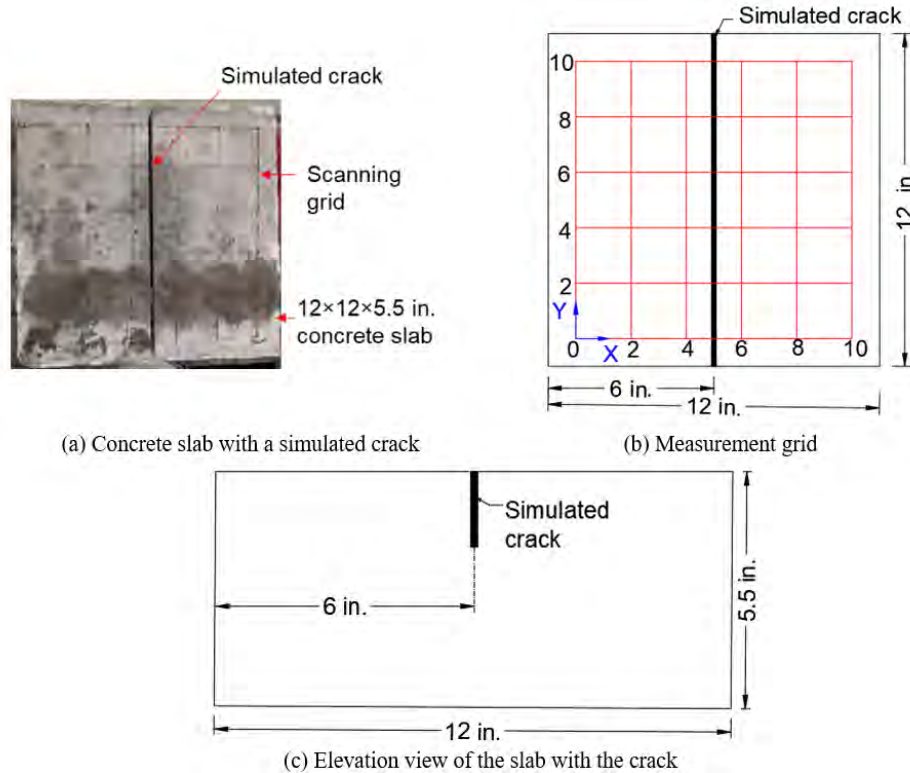 Simulated crack
Scanning
grid
12×12×5.5 in.
concrete slab
(a) Concrete slab with a simulated crack
Simulated crack
10
8
6
4
2
Y
0
X
2
4
6
8
10
6 in.
12 in.
12 in.
(b) Measurement grid
Simulated
crack
6 in.
5.5 in.
12 in.
(c) Elevation view of the slab with the crack